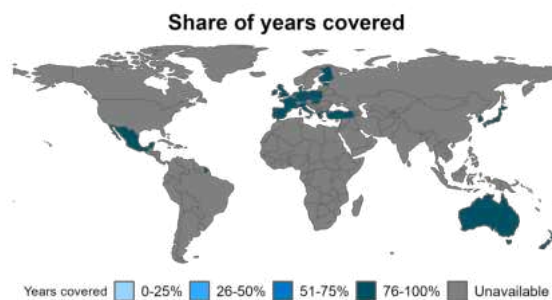 Share of years covered
Years covered 0-25% 26-50% 51-75% 76-100% Unavailable